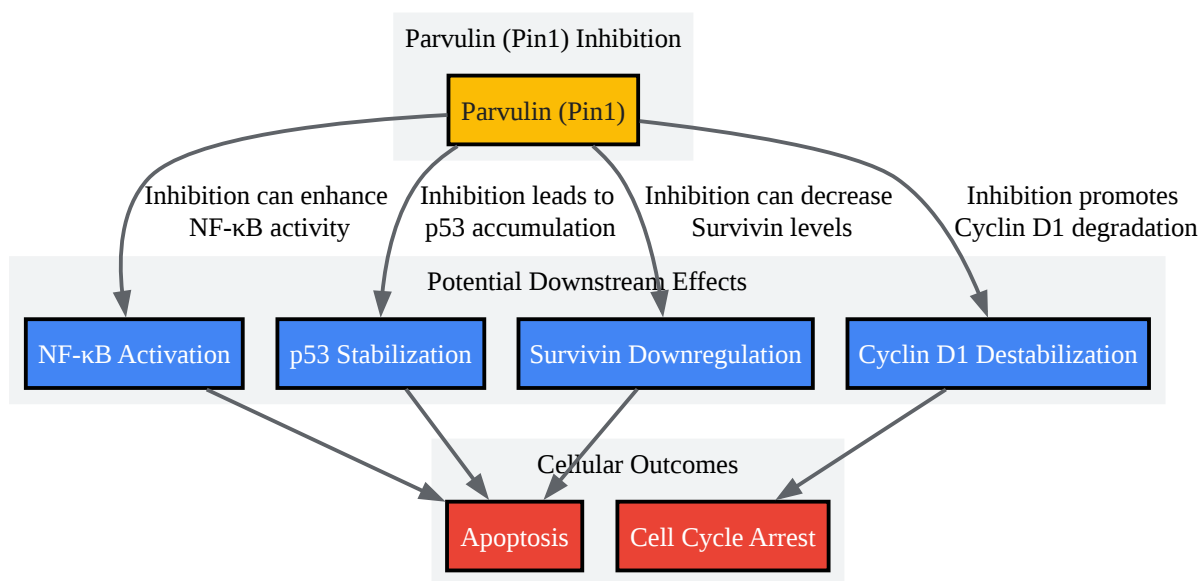 Parvulin (Pin1) Inhibition
Parvulin (Pin1)
Inhibition can enhance
NF-κB activity
Inhibition leads to
p53 accumulation
Inhibition can decrease
Survivin levels
Inhibition promotes
Cyclin D1 degradation
Potential Downstream Effects
NF-κB Activation
p53 Stabilization
Survivin Downregulation
Cyclin D1 Destabilization
Cellular Outcomes
Apoptosis
Cell Cycle Arrest